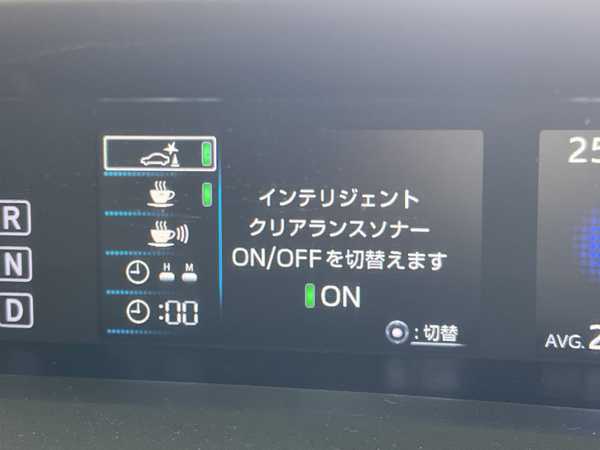 R
N
D
H M
:00
インテリジェント
クリアランスソナー
ON/OFFを切替えます
ON
:切替
25
AVG.2